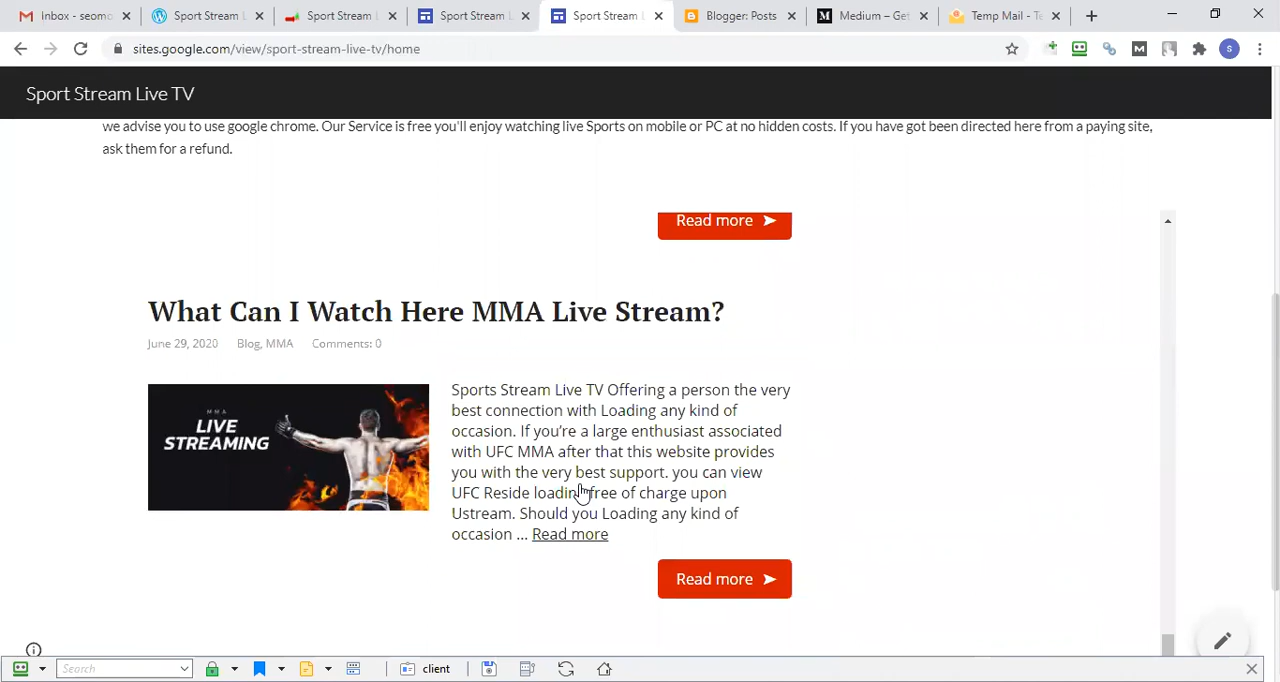 Inbox - seomo
Sport Stream L
Sport Stream L
Sport Stream L
Sport Stream L
Blogger: Posts
Medium – Get
Temp Mail - Te
sites.google.com/view/sport-stream-live-tv/home
S
Sport Stream Live TV
we advise you to use google chrome. Our Service is free you'll enjoy watching live Sports on mobile or PC at no hidden costs. If you have got been directed here from a paying site,
ask them for a refund.
Read more
What Can I Watch Here MMA Live Stream?
June 29, 2020 Blog, MMA Comments: 0
MMA
LIVE
STREAMING
Sports Stream Live TV Offering a person the very
best connection with Loading any kind of
occasion. If you're a large enthusiast associated
with UFC MMA after that this website provides
you with the very best support. you can view
UFC Reside loading free of charge upon
Ustream. Should you Loading any kind of
occasion ... Read more
Read more
Search
client